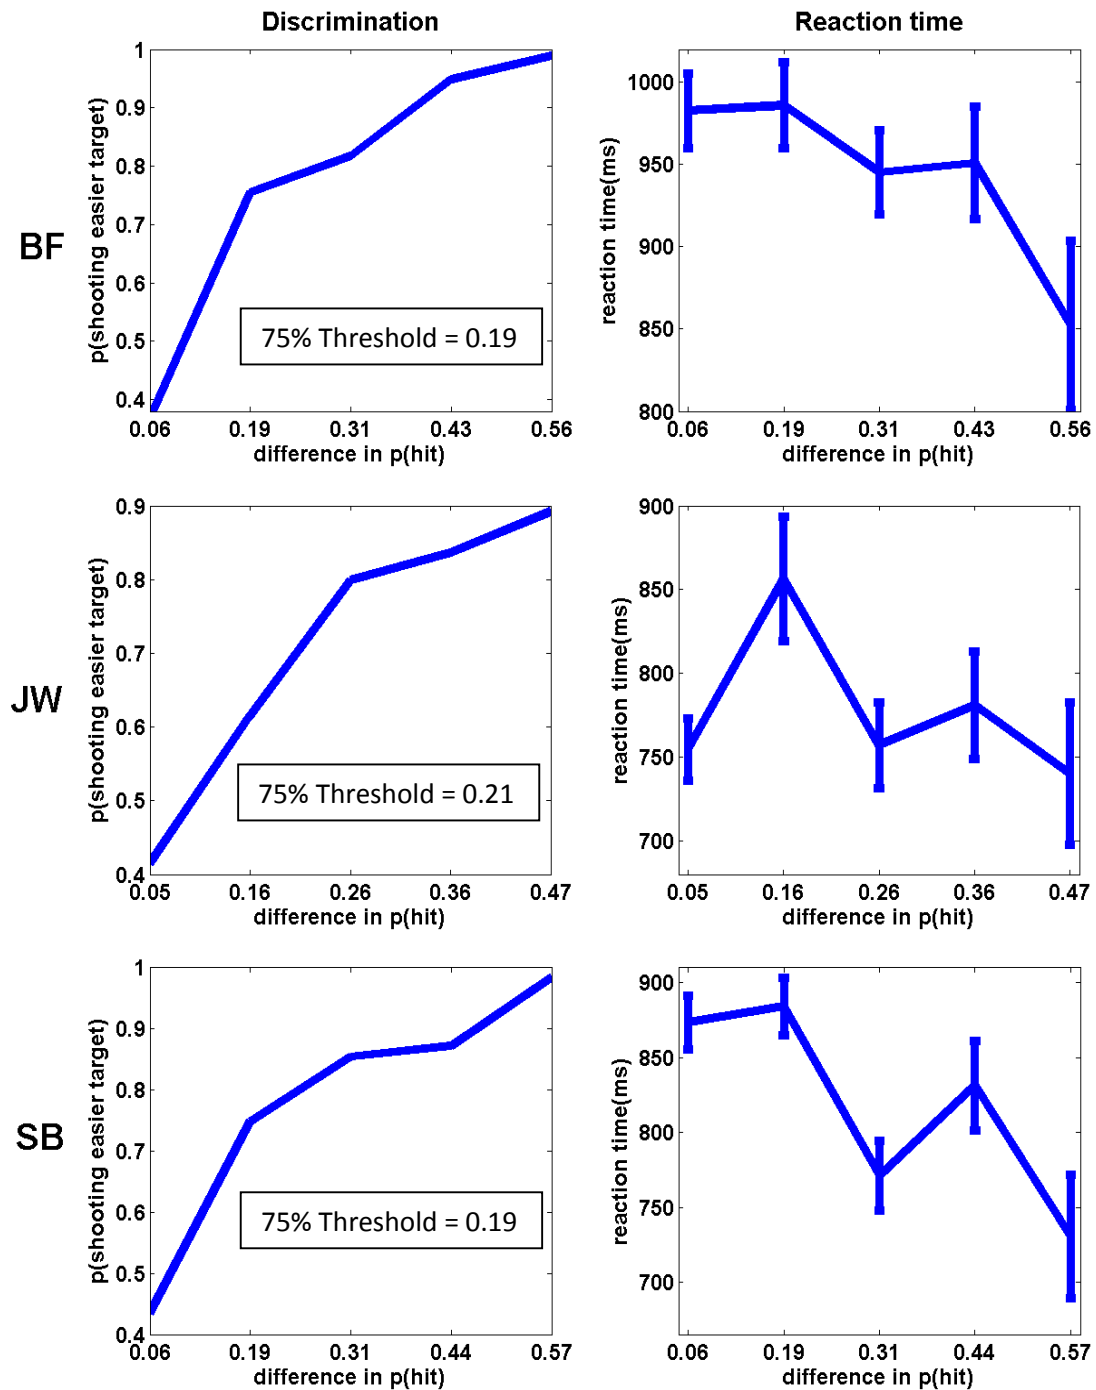 Discrimination
Reaction time
BF
p(shooting easier target)
1
0.9
0.8
0.7
0.6
0.5
0.4
0.06 0.19 0.31 0.43 0.56
difference in p(hit)
75% Threshold = 0.19
reaction time(ms)
1000
950
900
850
800
0.06 0.19 0.31 0.43 0.56
difference in p(hit)
JW
p(shooting easier target)
0.9
0.8
0.7
0.6
0.5
0.4
0.05 0.16 0.26 0.36 0.47
difference in p(hit)
75% Threshold = 0.21
reaction time(ms)
900
850
800
750
700
0.05 0.16 0.26 0.36 0.47
difference in p(hit)
SB
p(shooting easier target)
1
0.9
0.8
0.7
0.6
0.5
0.4
0.06 0.19 0.31 0.44 0.57
difference in p(hit)
75% Threshold = 0.19
reaction time(ms)
900
850
800
750
700
0.06 0.19 0.31 0.44 0.57
difference in p(hit)